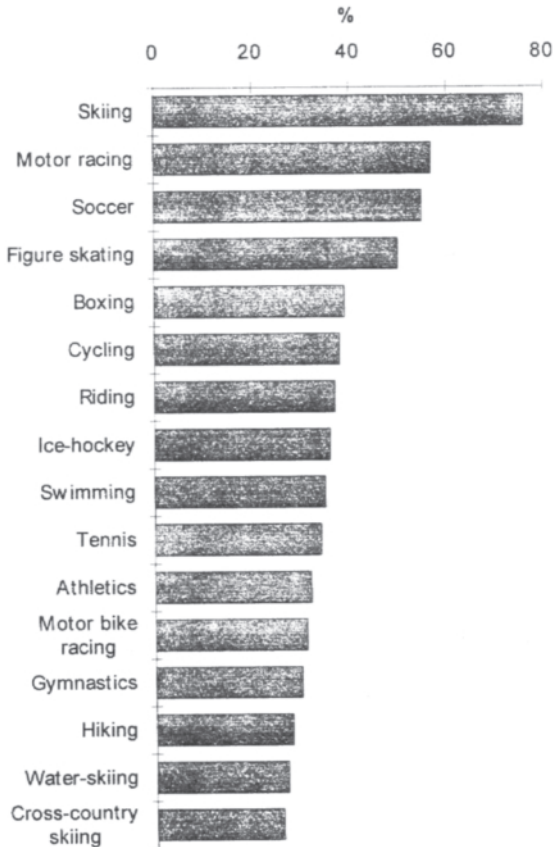 %
0 20 40 60 80
Skiing
Motor racing
Soccer
Figure skating
Boxing
Cycling
Riding
Ice-hockey
Swimming
Tennis
Athletics
Motor bike
racing
Gymnastics
Hiking
Water-skiing
Cross-country
skiing